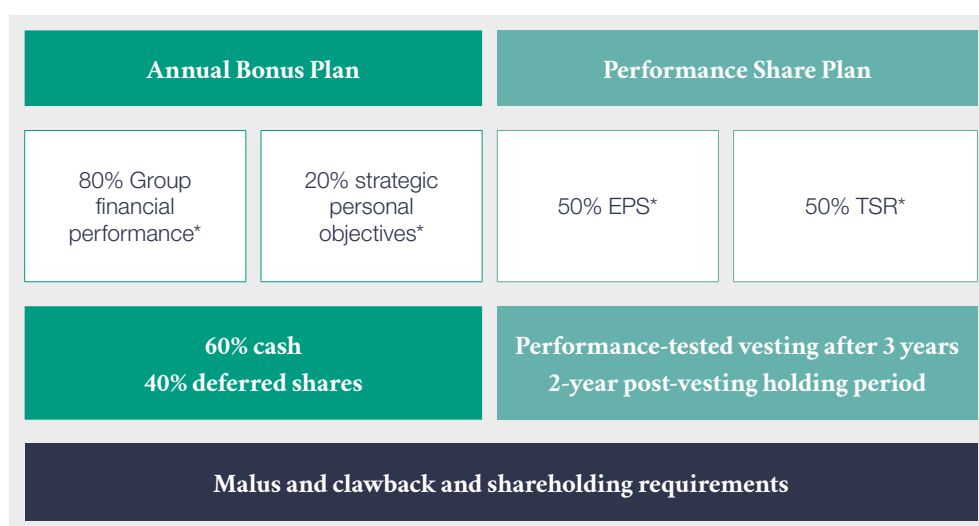 Annual Bonus Plan
Performance Share Plan
80% Group
financial
performance*
20% strategic
personal
objectives*
50% EPS*
50% TSR*
60% cash
40% deferred shares
Performance-tested vesting after 3 years
2-year post-vesting holding period
Malus and clawback and shareholding requirements